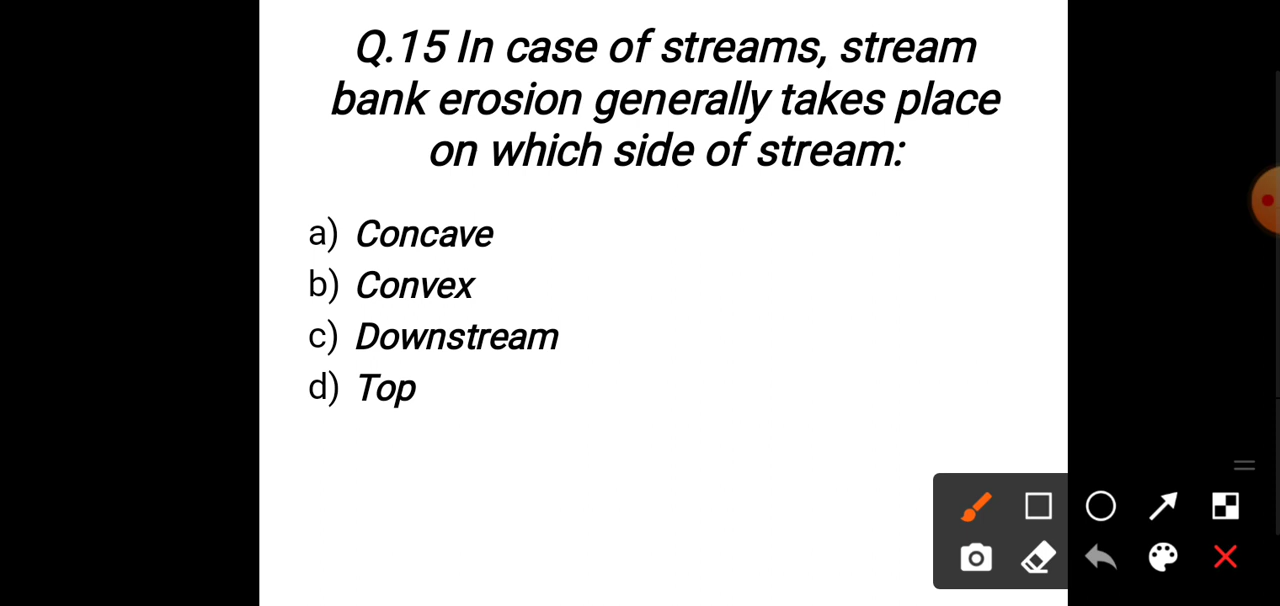 Q.15 In case of streams, stream
bank erosion generally takes place
on which side of stream:
a) Concave
b) Convex
c) Downstream
d) Top